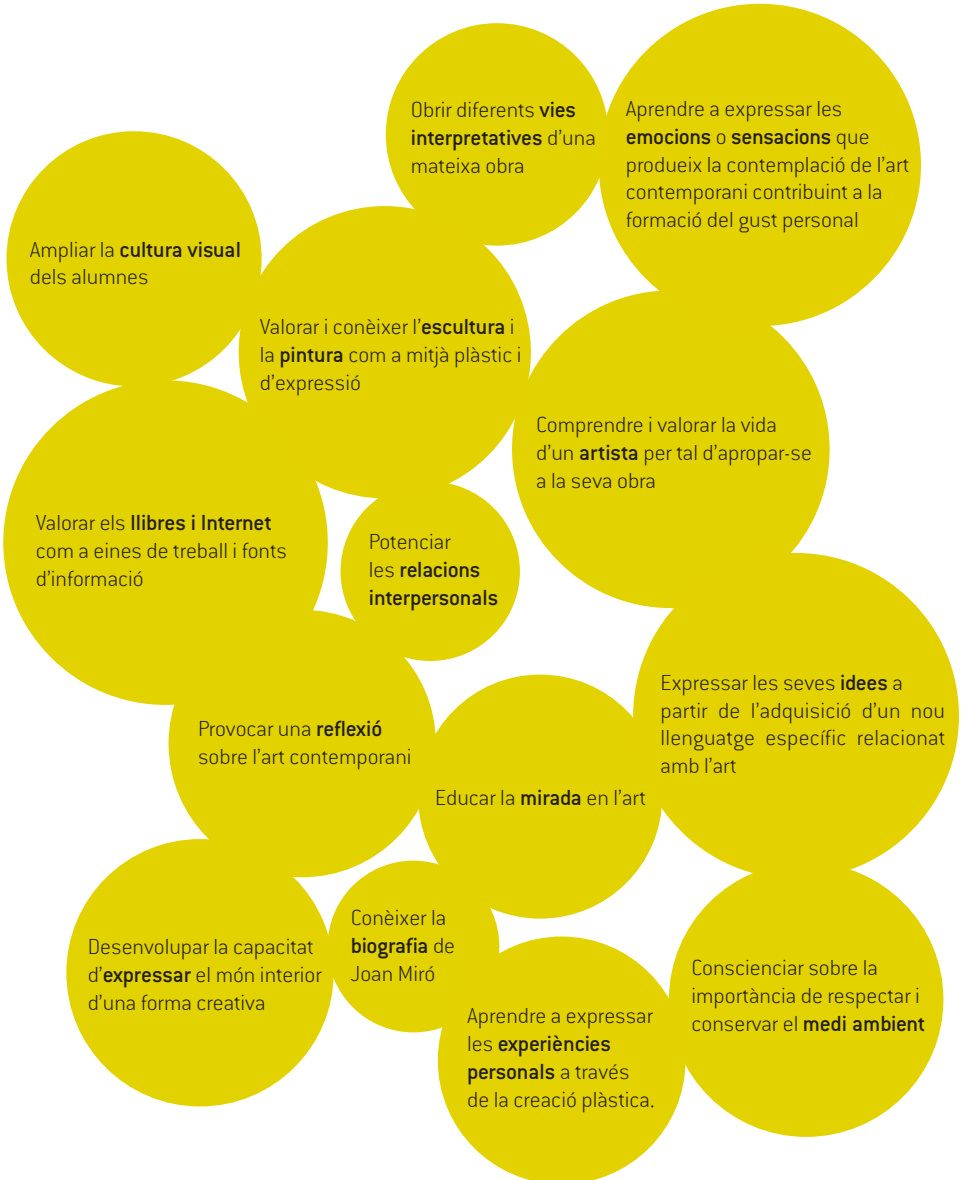 Obrir diferents vies
interpretatives d'una
mateixa obra
Aprendre a expressar les
emocions o sensacions que
produeix la contemplació de l'art
contemporani contribuint a la
formació del gust personal
Ampliar la cultura visual
dels alumnes
Valorar i conèixer l'escultura i
la pintura com a mitjà plàstic i
d'expressió
Comprendre i valorar la vida
d'un artista per tal d'apropar-se
a la seva obra
Valorar els llibres i Internet
com a eines de treball i fonts
d'informació
Potenciar
les relacions
interpersonals
Expressar les seves idees a
partir de l'adquisició d'un nou
llenguatge específic relacionat
amb l'art
Provocar una reflexió
sobre l'art contemporani
Educar la mirada en l'art
Desenvolupar la capacitat
d'expressar el món interior
d'una forma creativa
Conèixer la
biografia de
Joan Miró
Aprendre a expressar
les experiències
personals a través
de la creació plàstica.
Conscienciar sobre la
importància de respectar i
conservar el medi ambient